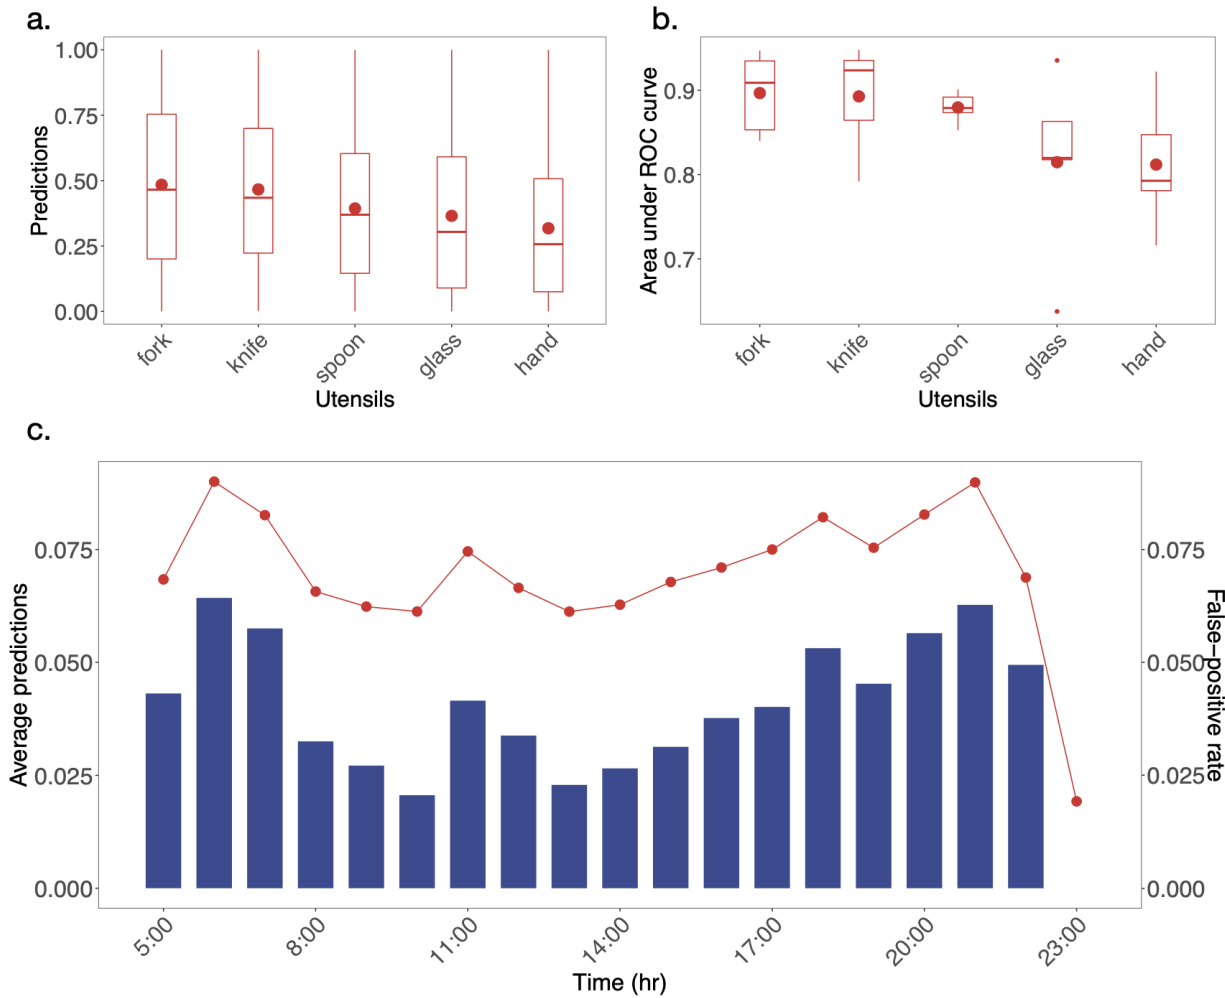 a.
Predictions
1.00
0.75
0.50
0.25
0.00
fork
knife
spoon
glass
hand
Utensils
b.
Area under ROC curve
0.9
0.8
0.7
fork
knife
spoon
glass
hand
Utensils
c.
Average predictions
0.075
0.050
0.025
0.000
5:00
8:00
11:00
14:00
17:00
20:00
23:00
Time (hr)
0.075
0.050
0.025
0.000
False−positive rate